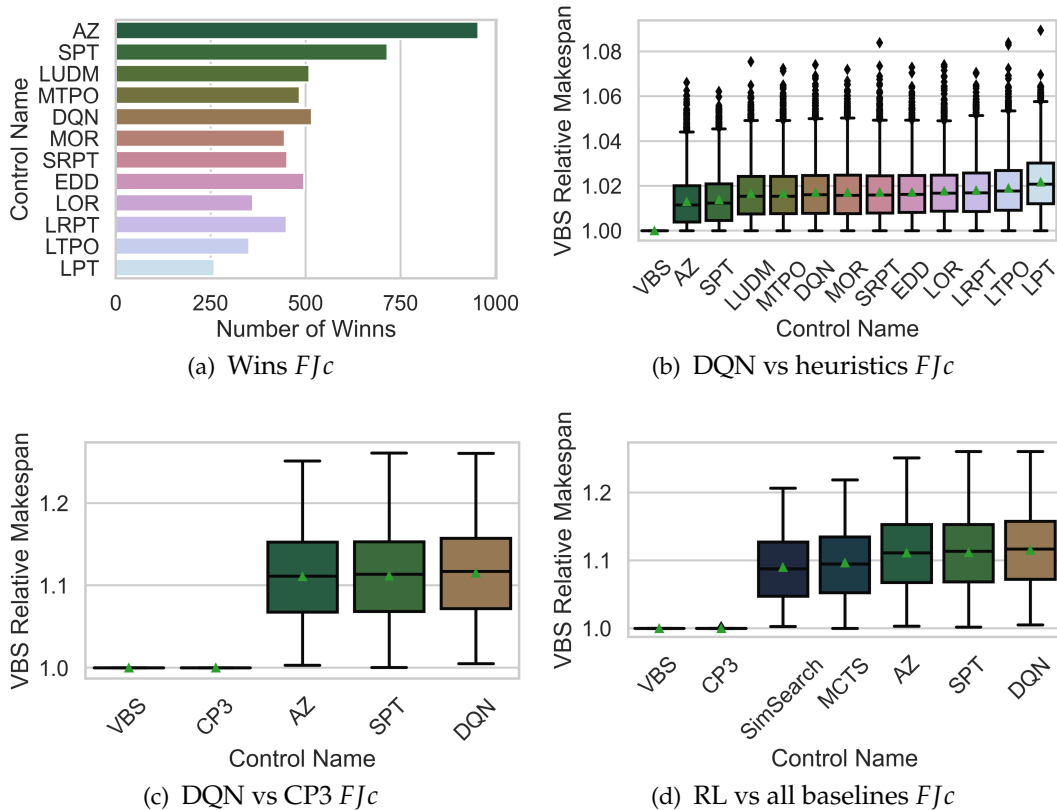 Control Name
AZ
SPT
LUDM
MTPO
DQN
MOR
SRPT
EDD
LOR
LRPT
LTPO
LPT
0 250 500 750 1000
Number of Winns
(a) Wins FJc
VBS Relative Makespan
1.08
1.06
1.04
1.02
1.00
VBS AZ SPT LUDM MTPO DQN MOR SRPT EDD LOR LRPT LTPO LPT
Control Name
(b) DQN vs heuristics FJc
VBS Relative Makespan
1.2
1.1
1.0
VBS CP3 AZ SPT DQN
Control Name
(c) DQN vs CP3 FJc
VBS Relative Makespan
1.2
1.1
1.0
VBS CP3 SimSearch MCTS AZ SPT DQN
Control Name
(d) RL vs all baselines FJc